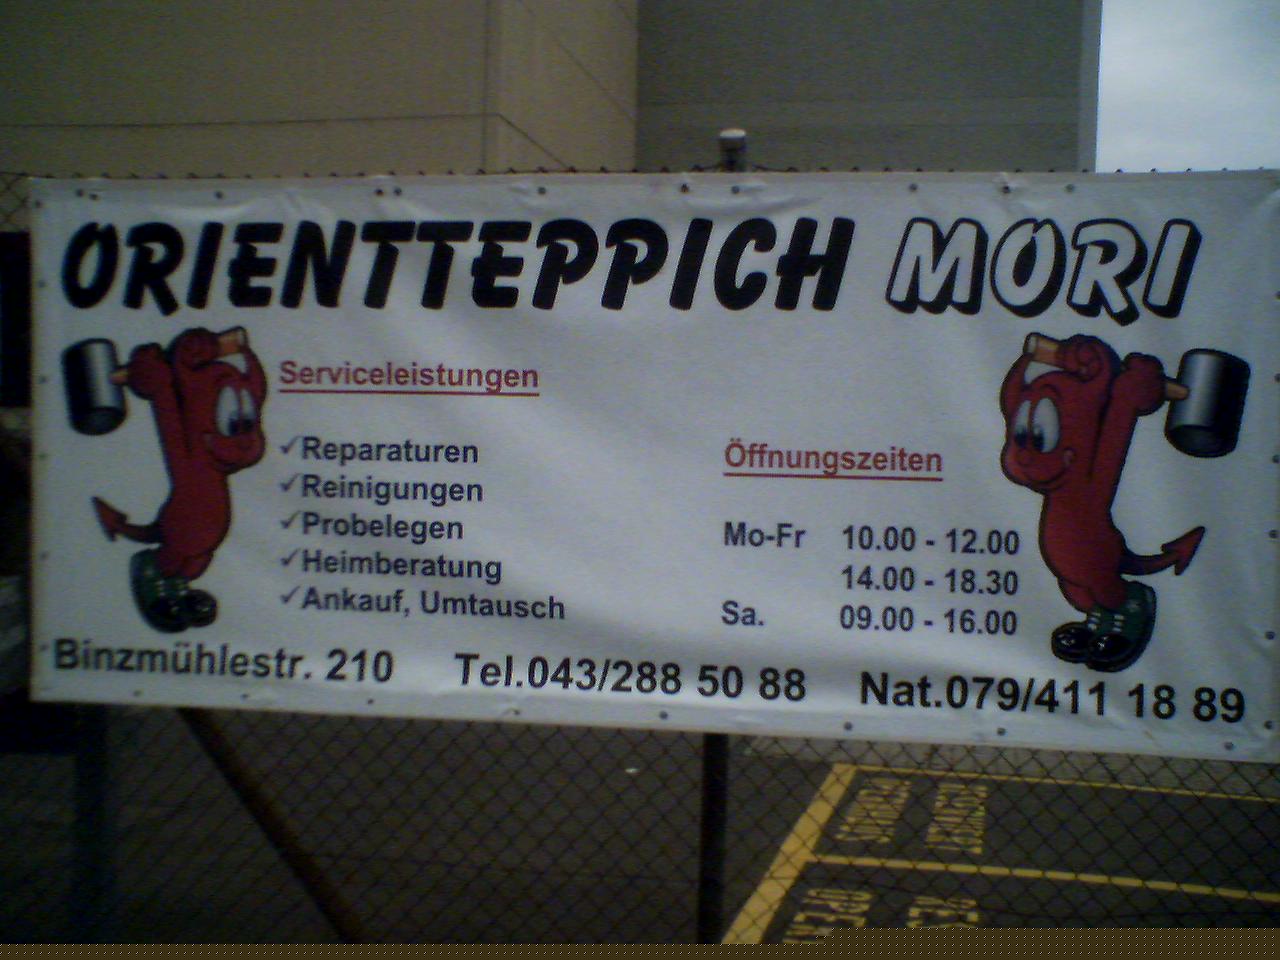 ORIENTTEPPICH MORI
Serviceleistungen
✓Reparaturen
✓Reinigungen
✓Probelegen
✓Heimberatung
✓Ankauf, Umtausch
Öffnungszeiten
Mo-Fr 10.00 - 12.00
14.00 - 18.30
Sa. 09.00 - 16.00
Binzmühlestr. 210 Tel.043/288 50 88 Nat.079/411 18 89